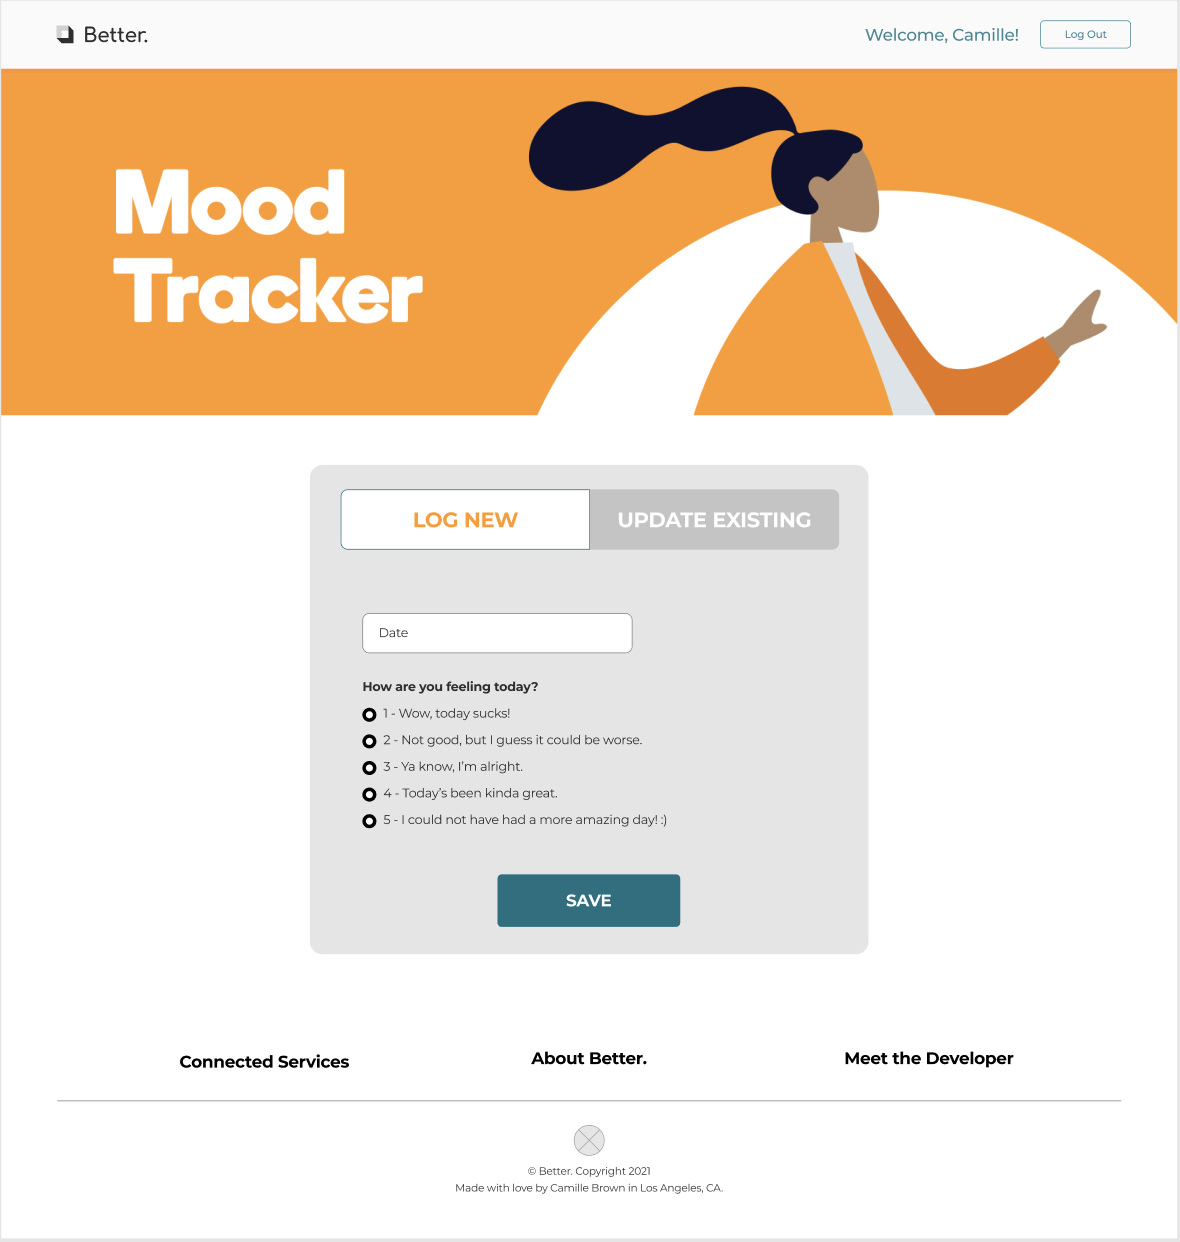 Better.
Welcome, Camille!
Log Out
Mood
Tracker
LOG NEW
UPDATE EXISTING
Date
How are you feeling today?
1 - Wow, today sucks!
2 - Not good, but I guess it could be worse.
3 - Ya know, I’m alright.
4 - Today’s been kinda great.
5 - I could not have had a more amazing day! :)
SAVE
Connected Services
About Better.
Meet the Developer
© Better. Copyright 2021
Made with love by Camille Brown in Los Angeles, CA.